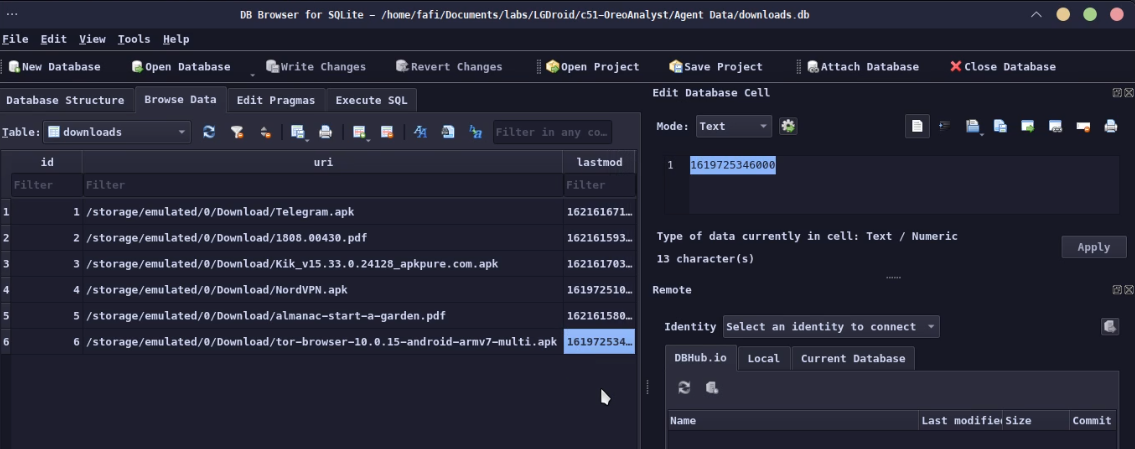 DB Browser for SQLite – /home/fafi/Documents/labs/LGDroid/c51-OreoAnalyst/Agent Data/downloads.db
File Edit View Tools Help
New Database Open Database Write Changes Revert Changes Open Project Save Project Attach Database Close Database
Database Structure Browse Data Edit Pragmas Execute SQL
Table: downloads Filter in any co…
id uri lastmod
Filter Filter Filter
1 1 /storage/emulated/0/Download/Telegram.apk 162161671…
2 2 /storage/emulated/0/Download/1808.00430.pdf 162161593…
3 3 /storage/emulated/0/Download/Kik_v15.33.0.24128_apkpure.com.apk 162161703…
4 4 /storage/emulated/0/Download/NordVPN.apk 161972510…
5 5 /storage/emulated/0/Download/almanac-start-a-garden.pdf 162161580…
6 6 /storage/emulated/0/Download/tor-browser-10.0.15-android-armv7-multi.apk 161972534…
Edit Database Cell
Mode: Text
1 1619725346000
Type of data currently in cell: Text / Numeric
13 character(s)
Apply
Remote
Identity Select an identity to connect
DBHub.io Local Current Database
Name Last modified Size Commit